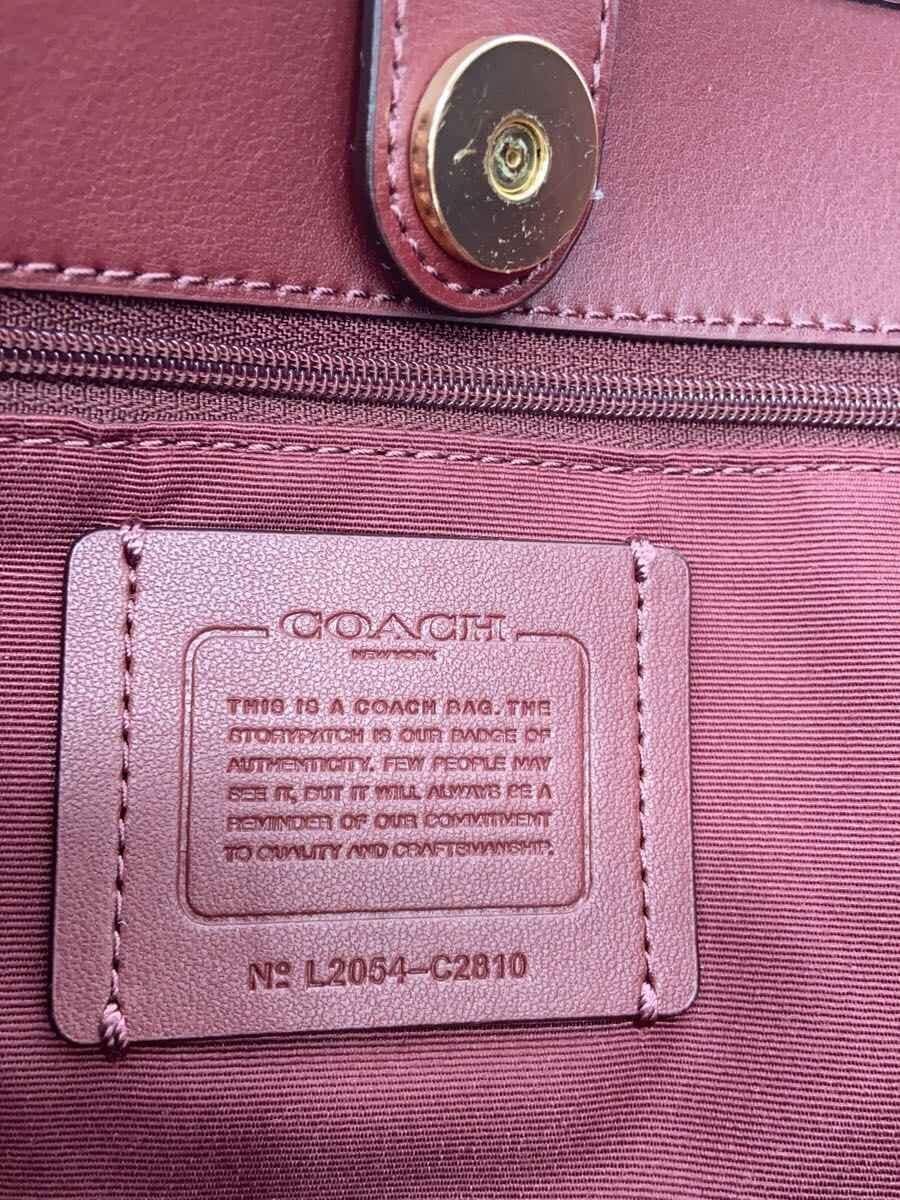 COACH
NEW YORK
THIS IS A COACH BAG. THE
STORYPATCH IS OUR BADGE OF
AUTHENTICITY. FEW PEOPLE MAY
SEE IT, BUT IT WILL ALWAYS BE A
REMINDER OF OUR COMMITMENT
TO QUALITY AND CRAFTSMANSHIP.
Nº L2054-C2810